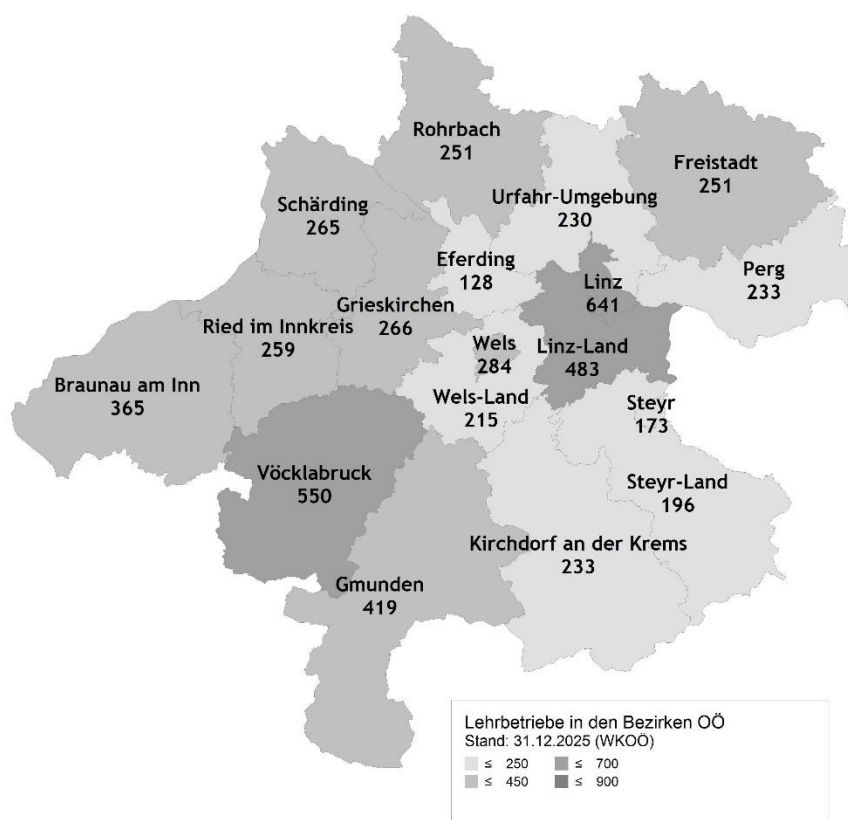 Rohrbach
251
Freistadt
251
Schärding
265
Urfahr-Umgebung
230
Eferding
128
Perg
233
Linz
641
Grieskirchen
266
Ried im Innkreis
259
Wels
284
Linz-Land
483
Braunau am Inn
365
Wels-Land
215
Steyr
173
Vöcklabruck
550
Steyr-Land
196
Kirchdorf an der Krems
233
Gmunden
419
Lehrbetriebe in den Bezirken OÖ
Stand: 31.12.2025 (WKOÖ)
≤ 250 ≤ 700
≤ 450 ≤ 900